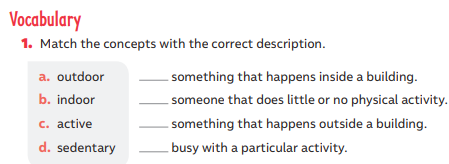 Vocabulary
1. Match the concepts with the correct description.
a. outdoor ____ something that happens inside a building.
b. indoor ____ someone that does little or no physical activity.
c. active ____ something that happens outside a building.
d. sedentary ____ busy with a particular activity.